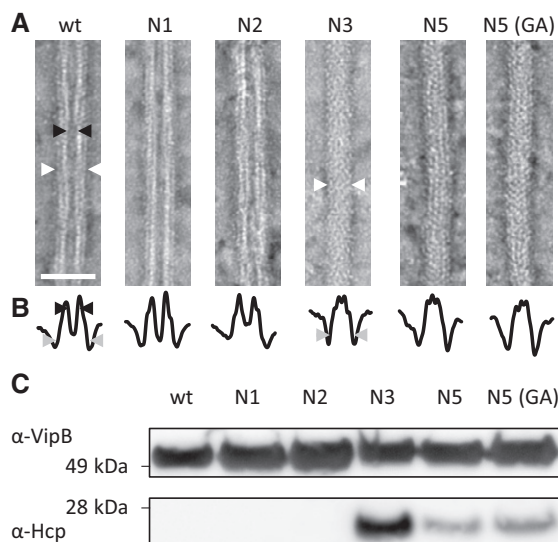 A
wt N1 N2 N3 N5 N5 (GA)
B
C
wt N1 N2 N3 N5 N5 (GA)
α-VipB
49 kDa
28 kDa
α-Hcp